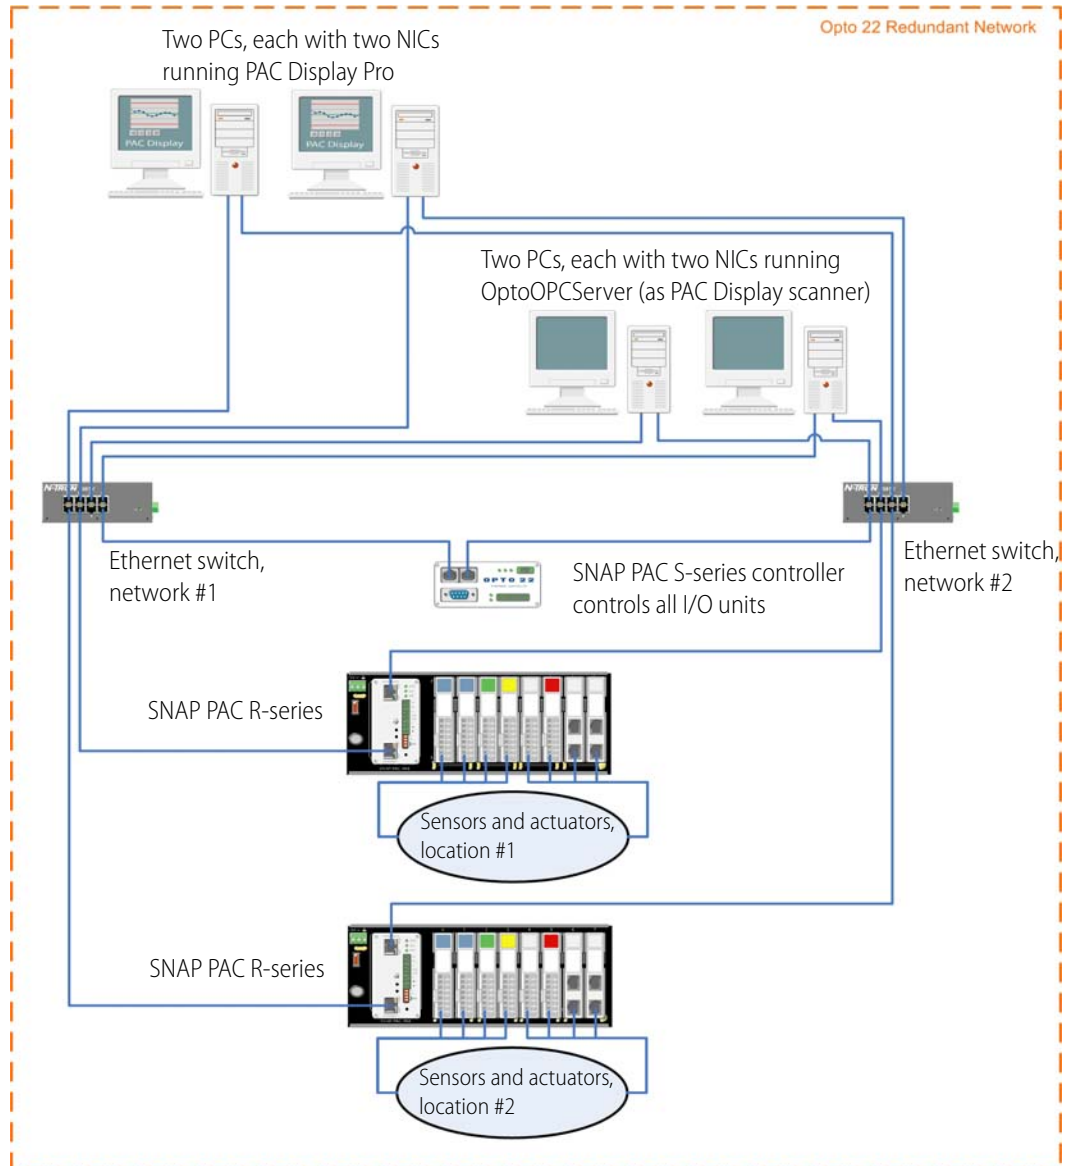 Opto 22 Redundant Network
Two PCs, each with two NICs
running PAC Display Pro
PAC Display
PAC Display
Two PCs, each with two NICs running
OptoOPCServer (as PAC Display scanner)
N-TRON
N-TRON
Ethernet switch,
network #1
OPTO 22
SNAP PAC S-series controller
controls all I/O units
Ethernet switch,
network #2
SNAP PAC R-series
Sensors and actuators,
location #1
SNAP PAC R-series
Sensors and actuators,
location #2